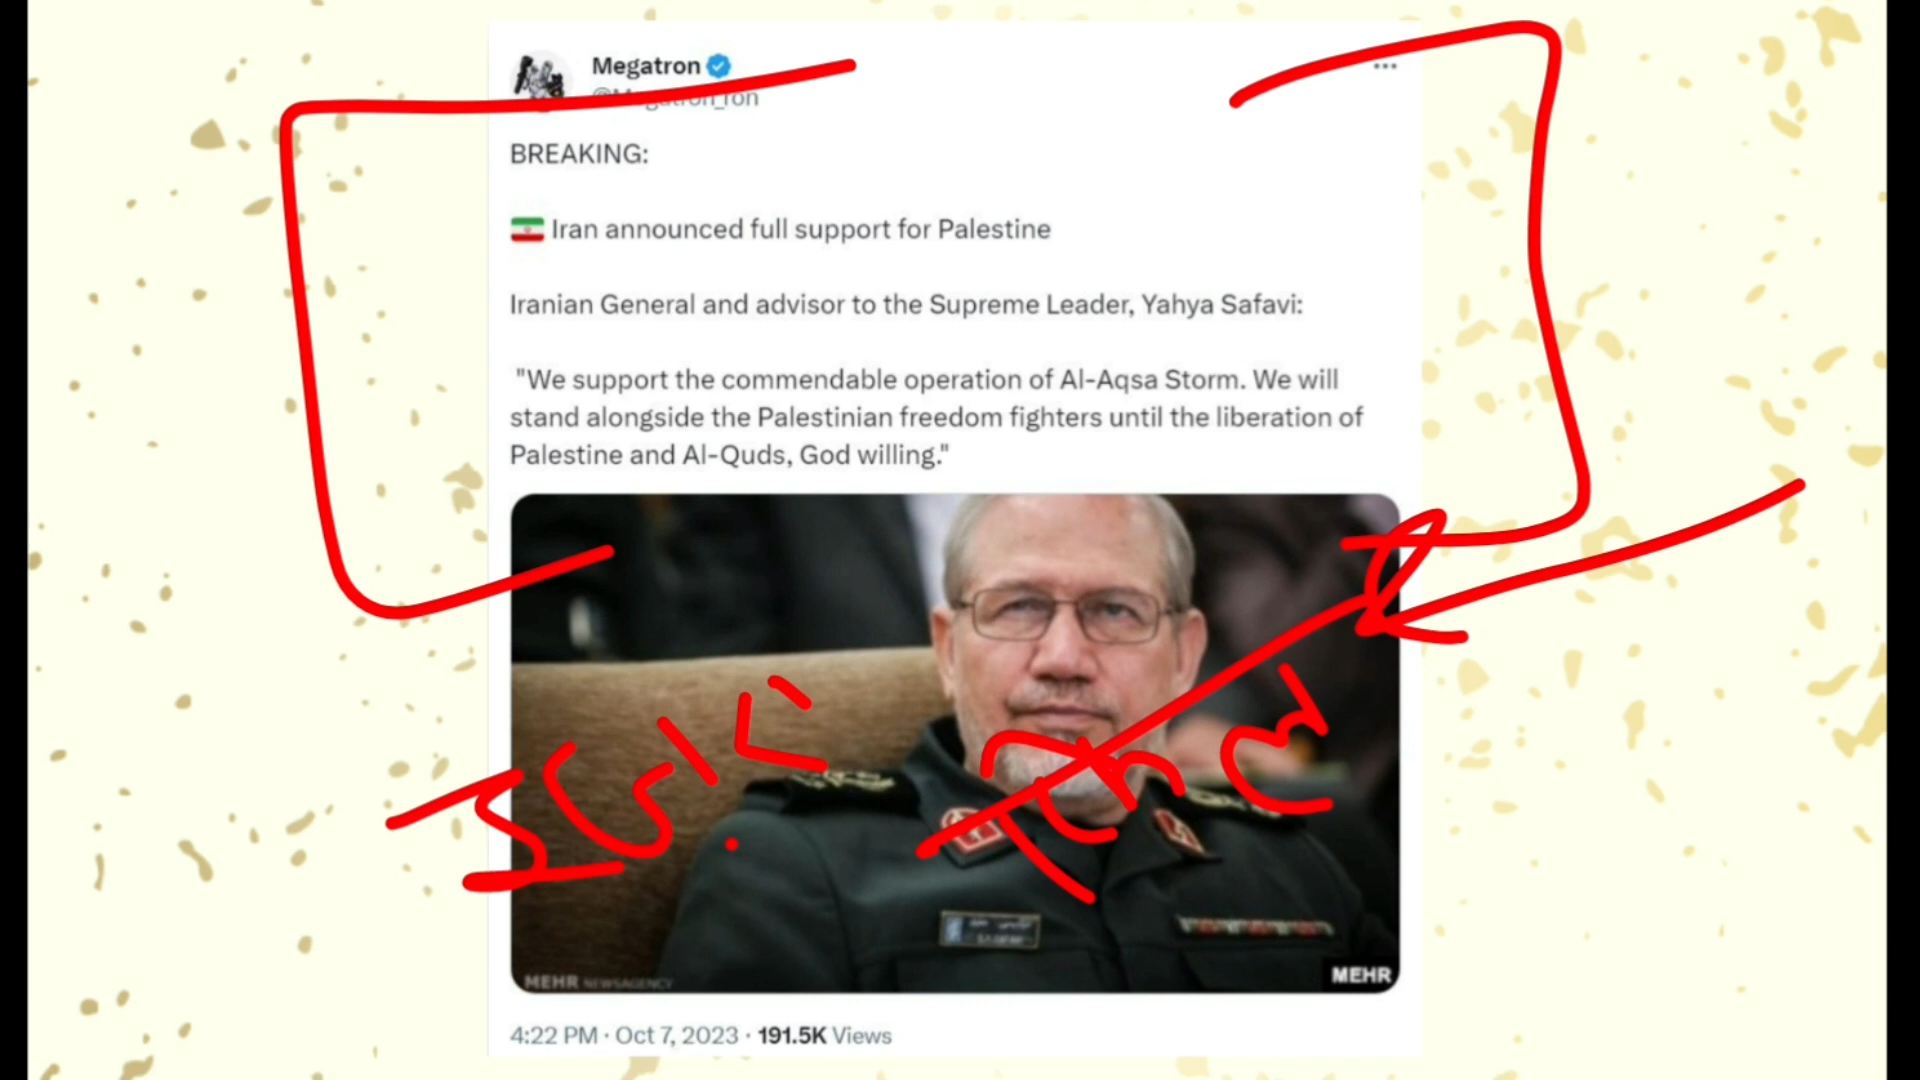 Megatron
@Megatron_ron
BREAKING:
Iran announced full support for Palestine
Iranian General and advisor to the Supreme Leader, Yahya Safavi:
"We support the commendable operation of Al-Aqsa Storm. We will
stand alongside the Palestinian freedom fighters until the liberation of
Palestine and Al-Quds, God willing."
MEHR NEWSAGENCY
MEHR
4:22 PM · Oct 7, 2023 · 191.5K Views